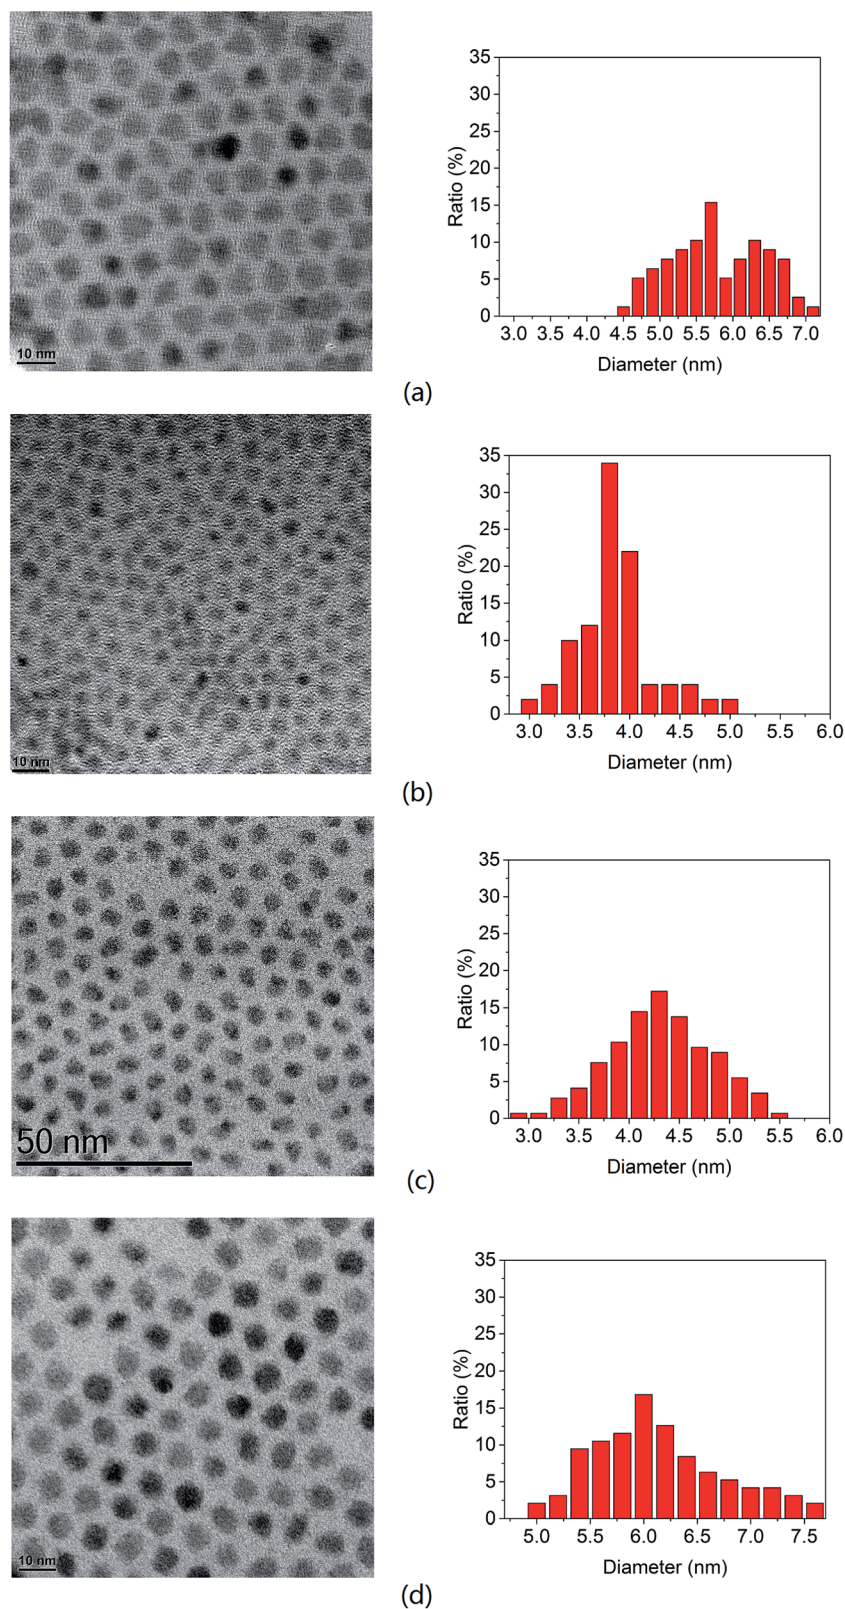 35
30
25
20
15
10
5
0
Ratio (%)
3.0 3.5 4.0 4.5 5.0 5.5 6.0 6.5 7.0
Diameter (nm)
10 nm
(a)
35
30
25
20
15
10
5
0
Ratio (%)
3.0 3.5 4.0 4.5 5.0 5.5 6.0
Diameter (nm)
10 nm
(b)
35
30
25
20
15
10
5
0
Ratio (%)
3.0 3.5 4.0 4.5 5.0 5.5 6.0
Diameter (nm)
50 nm
(c)
35
30
25
20
15
10
5
0
Ratio (%)
5.0 5.5 6.0 6.5 7.0 7.5
Diameter (nm)
10 nm
(d)